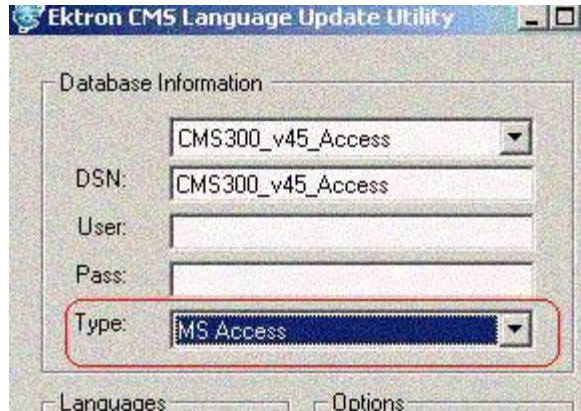 Ektron CMS Language Update Utility
Database Information
CMS300_v45_Access
DSN: CMS300_v45_Access
User:
Pass:
Type: MS Access
Languages Options